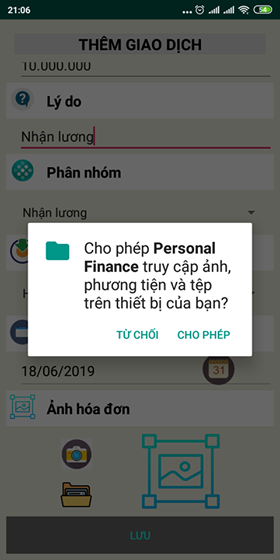 21:06
54
THÊM GIAO DỊCH
10.000.000
Lý do
Nhận lương
Phân nhóm
Nhận lương
Cho phép Personal
Finance truy cập ảnh,
phương tiện và tệp
trên thiết bị của bạn?
TỪ CHỐI CHO PHÉP
18/06/2019
31
Ảnh hóa đơn
LƯU